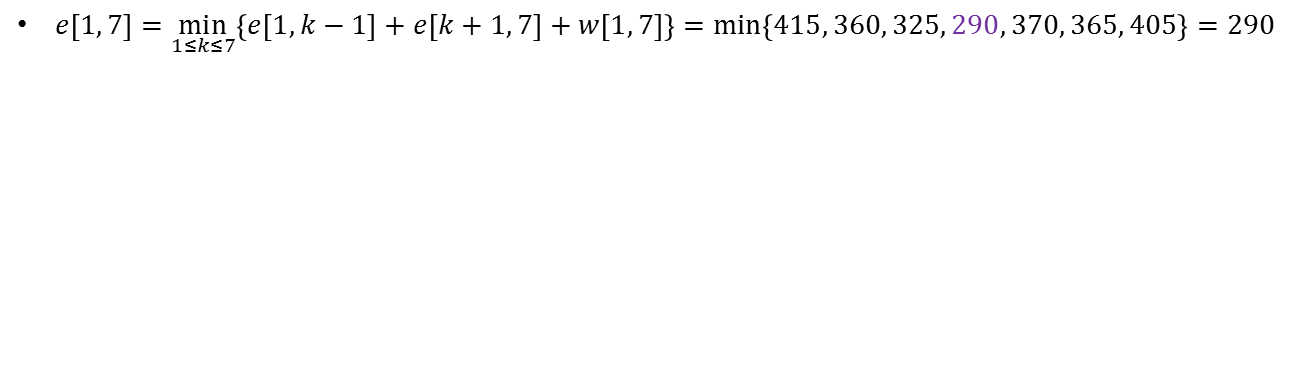 • e[1, 7] = min{e[1, k − 1] + e[k + 1, 7] + w[1, 7]} = min{415, 360, 325, 290, 370, 365, 405} = 290
1≤k≤7